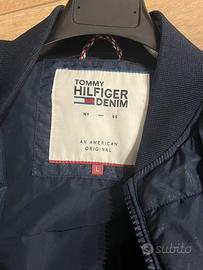 TOMMY
HILFIGER
DENIM
NY — 85
AN AMERICAN
ORIGINAL
L
subito